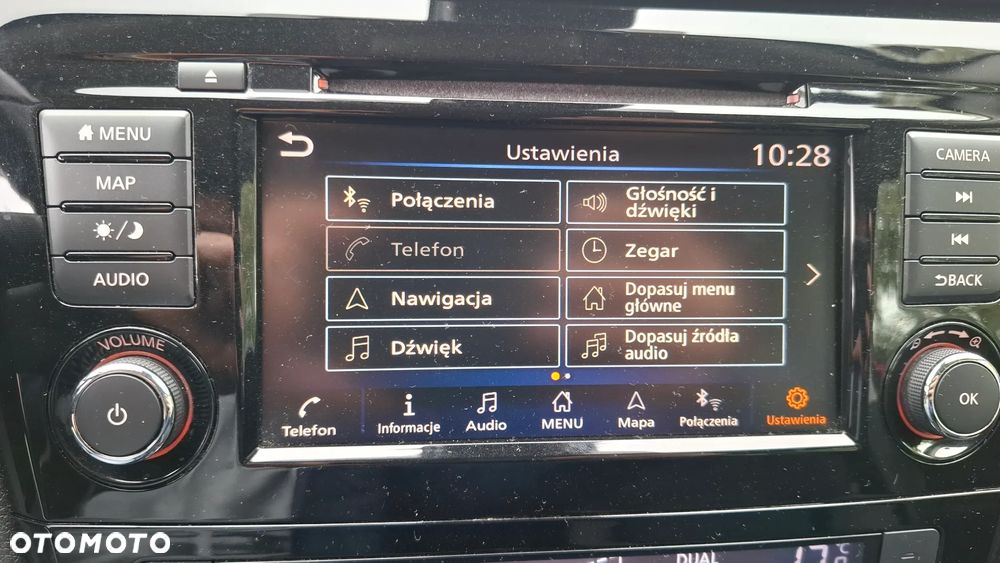 MENU
MAP
AUDIO
VOLUME
Ustawienia
10:28
Połączenia
Głośność i
dźwięki
Telefon
Zegar
Nawigacja
Dopasuj menu
główne
Dźwięk
Dopasuj źródła
audio
Telefon
Informacje
Audio
MENU
Mapa
Połączenia
Ustawienia
CAMERA
BACK
OK
OTOMOTO
DUAL